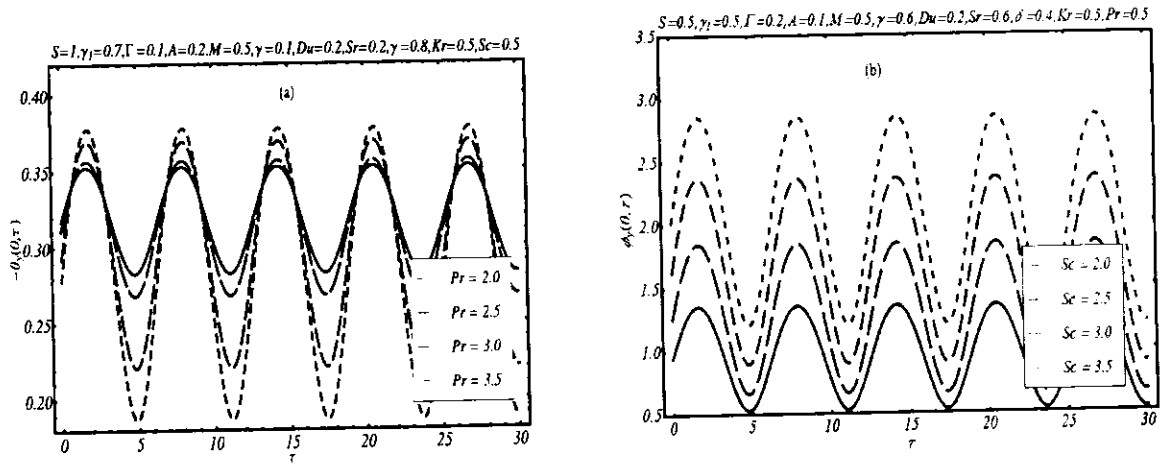 S=1,γ₁=0.7,Γ=0.1,A=0.2,M=0.5,γ=0.1,Du=0.2,Sr=0.2,γ=0.8,Kr=0.5,Sc=0.5
(a)
0.40
0.35
0.30
0.25
0.20
0
5
10
15
20
25
30
τ
Pr = 2.0
Pr = 2.5
Pr = 3.0
Pr = 3.5
S=0.5,γ₁=0.5,Γ=0.2,A=0.1,M=0.5,γ=0.6,Du=0.2,Sr=0.6,δ=0.4,Kr=0.5,Pr=0.5
(b)
3.5
3.0
2.5
2.0
1.5
1.0
0.5
0
5
10
15
20
25
30
τ
Sc = 2.0
Sc = 2.5
Sc = 3.0
Sc = 3.5